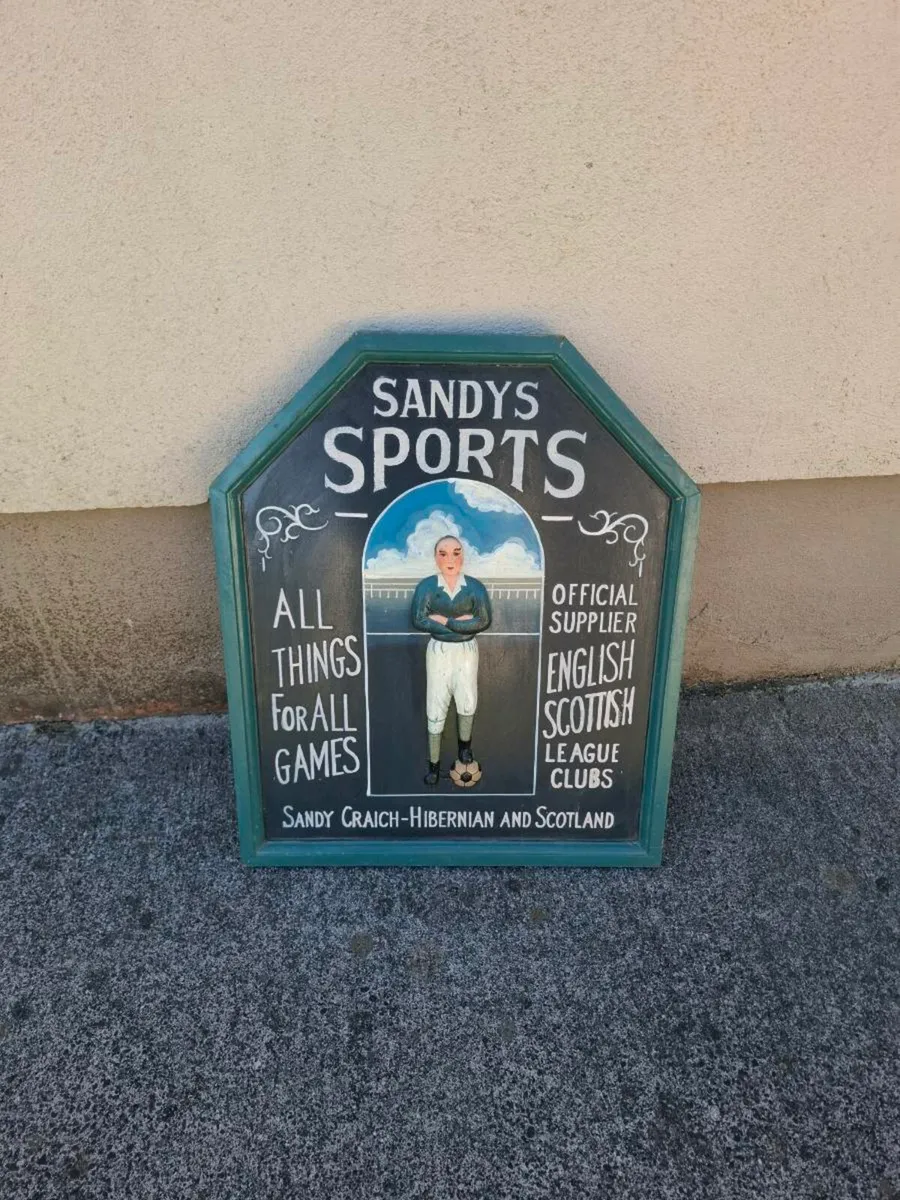 SANDYS
SPORTS
ALL
THINGS
FOR ALL
GAMES
OFFICIAL
SUPPLIER
ENGLISH
SCOTTISH
LEAGUE
CLUBS
SANDY CRAICH-HIBERNIAN AND SCOTLAND